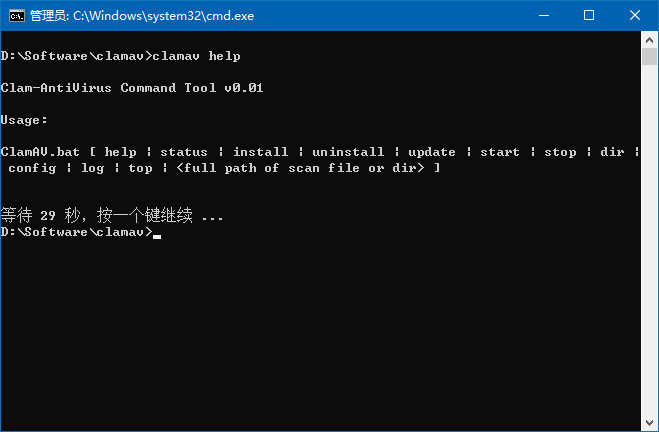 管理员: C:\Windows\system32\cmd.exe
D:\Software\clamav>clamav help
Clam-AntiVirus Command Tool v0.01
Usage:
ClamAV.bat [ help | status | install | uninstall | update | start | stop | dir |
config | log | top | <full path of scan file or dir> ]
等待 29 秒，按一个键继续 ...
D:\Software\clamav>